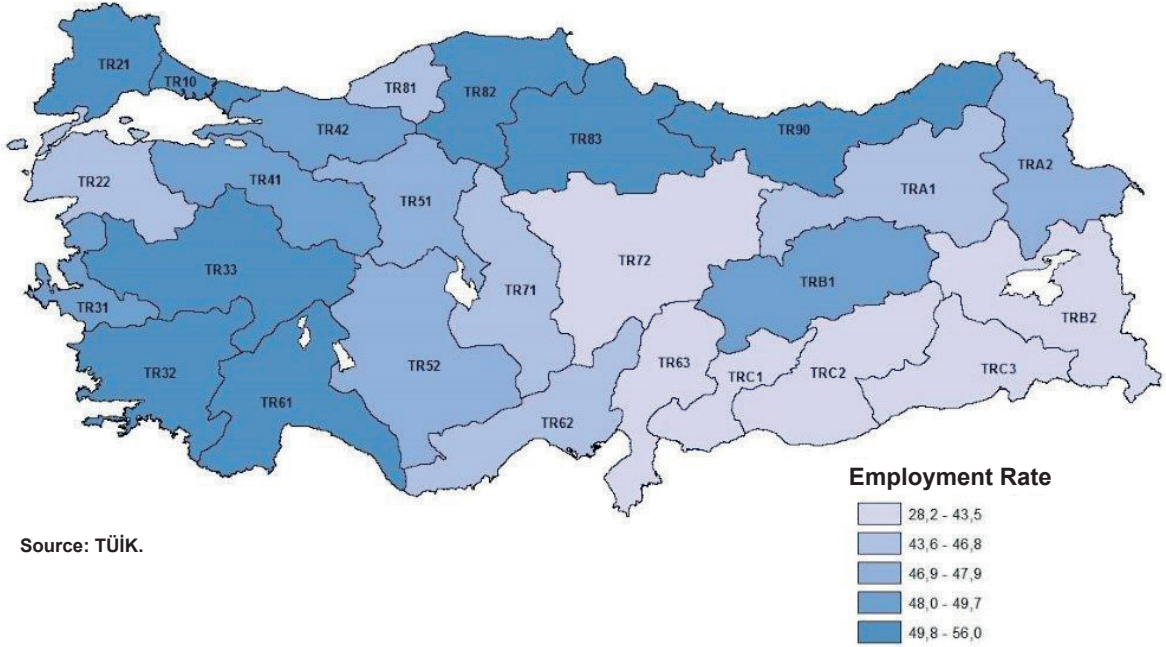 TR21
TR10
TR81
TR82
TR42
TR83
TR90
TRA2
TR22
TR41
TR51
TRA1
TR33
TR72
TRB1
TR31
TR71
TRB2
TR32
TR52
TR63
TRC1
TRC2
TRC3
TR61
TR62
Employment Rate
28,2 - 43,5
43,6 - 46,8
46,9 - 47,9
48,0 - 49,7
49,8 - 56,0
Source: TÜİK.